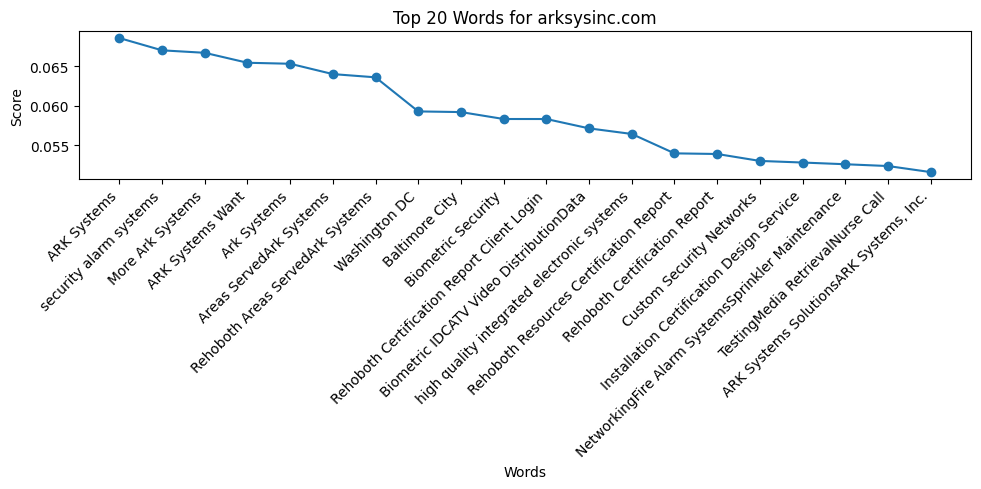 Top 20 Words for arksysinc.com
Score
0.065
0.060
0.055
ARK Systems
security alarm systems
More Ark Systems
ARK Systems Want
Ark Systems
Areas ServedArk Systems
Rehoboth Areas ServedArk Systems
Washington DC
Baltimore City
Biometric Security
Rehoboth Certification Report Client Login
Biometric IDCATV Video DistributionData
high quality integrated electronic systems
Rehoboth Resources Certification Report
Rehoboth Certification Report
Custom Security Networks
Installation Certification Design Service
NetworkingFire Alarm SystemsSprinkler Maintenance
TestingMedia RetrievalNurse Call
ARK Systems SolutionsARK Systems, Inc.
Words